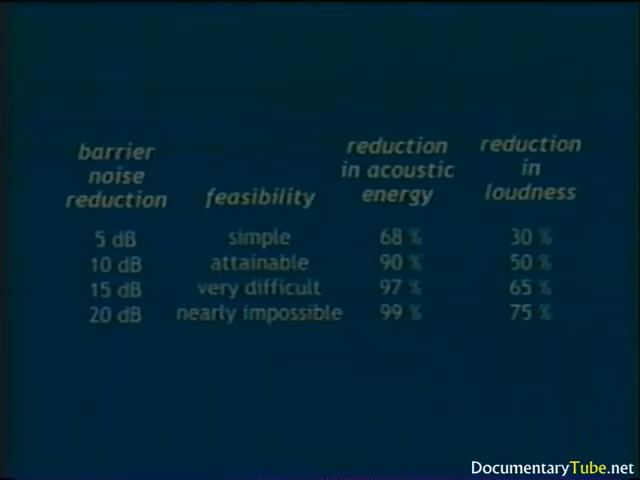 barrier noise reduction feasibility reduction in acoustic energy reduction in loudness
5 dB simple 68 % 30 %
10 dB attainable 90 % 50 %
15 dB very difficult 97 % 65 %
20 dB nearly impossible 99 % 75 %
DocumentaryTube.net